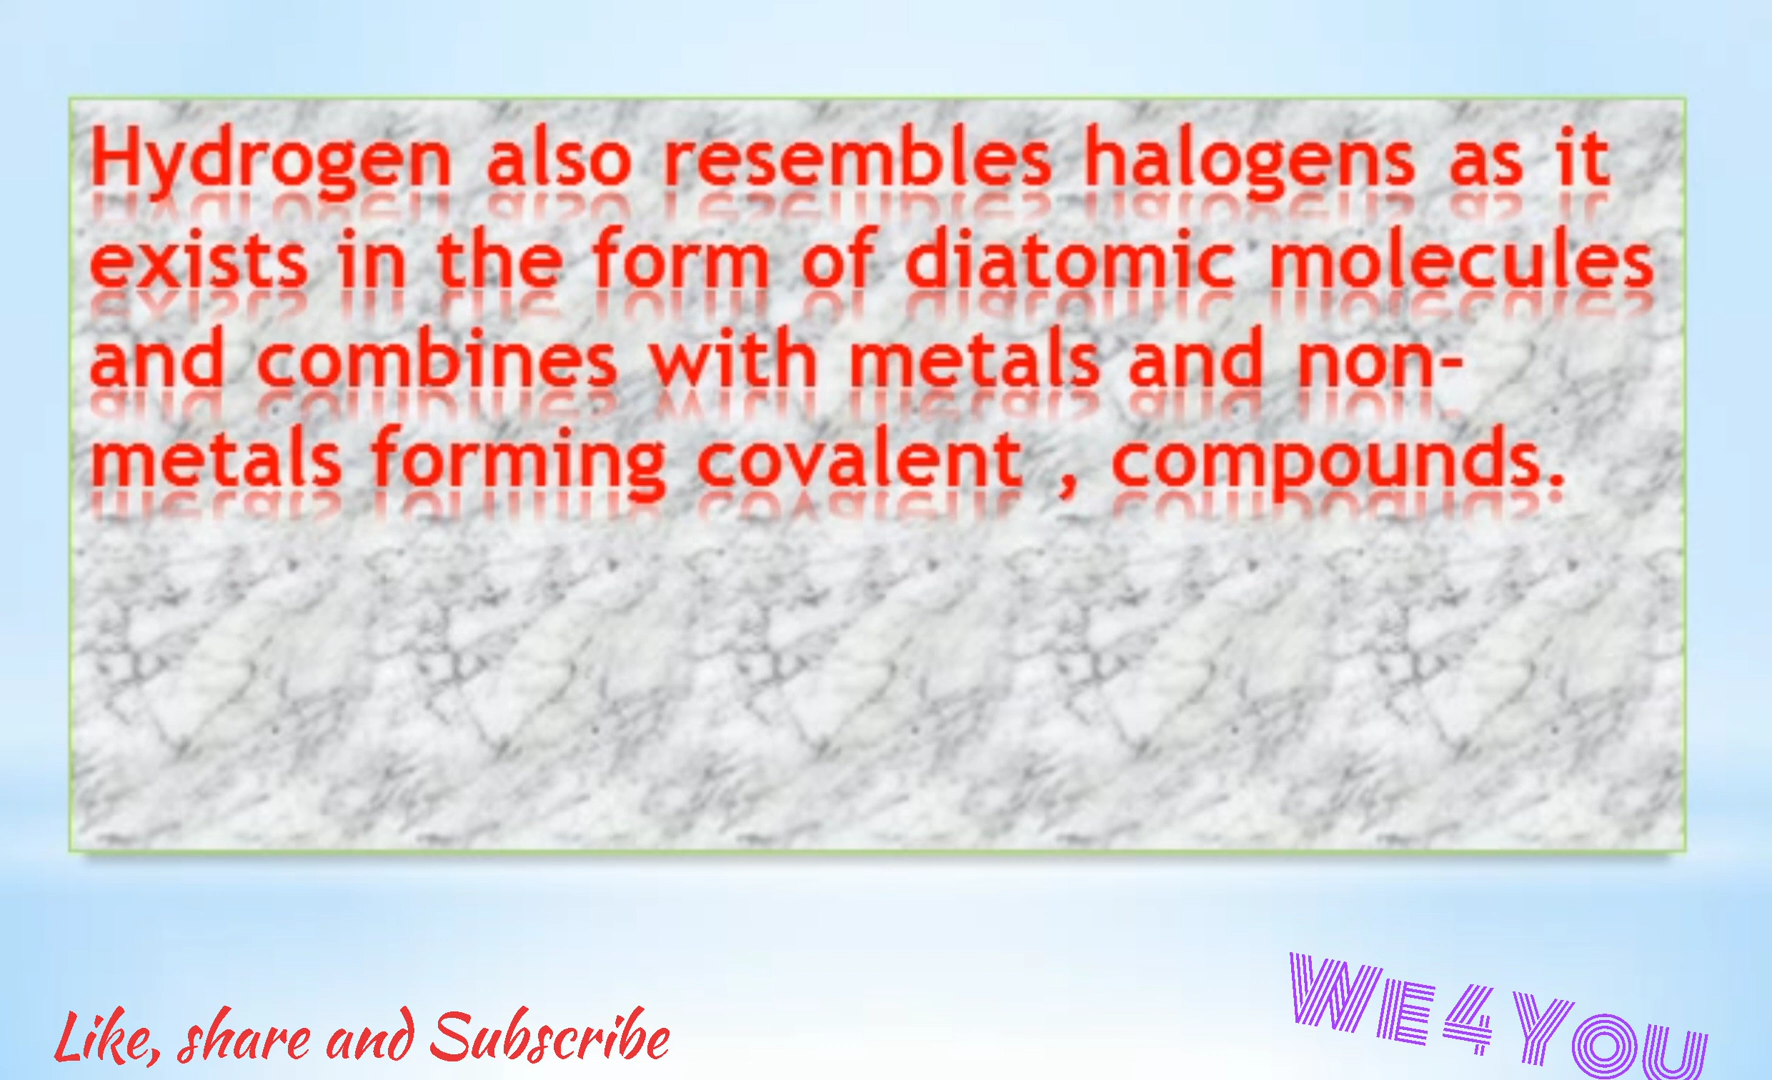 Hydrogen also resembles halogens as it
exists in the form of diatomic molecules
and combines with metals and non-
metals forming covalent , compounds.
Like, share and Subscribe
WE4YOU